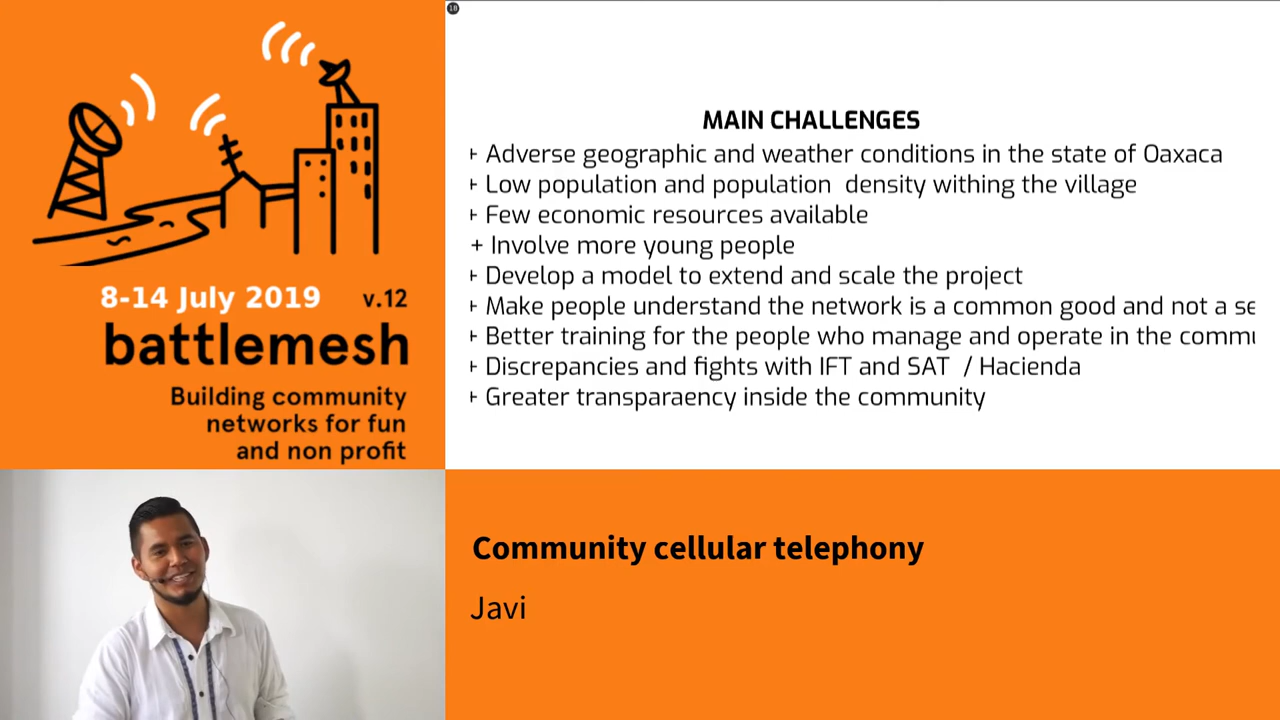 18
8-14 July 2019
v.12
battlemesh
Building community
networks for fun
and non profit
MAIN CHALLENGES
+ Adverse geographic and weather conditions in the state of Oaxaca
+ Low population and population  density withing the village
+ Few economic resources available
+ Involve more young people
+ Develop a model to extend and scale the project
+ Make people understand the network is a common good and not a se
+ Better training for the people who manage and operate in the commu
+ Discrepancies and fights with IFT and SAT  / Hacienda
+ Greater transparaency inside the community
Community cellular telephony
Javi